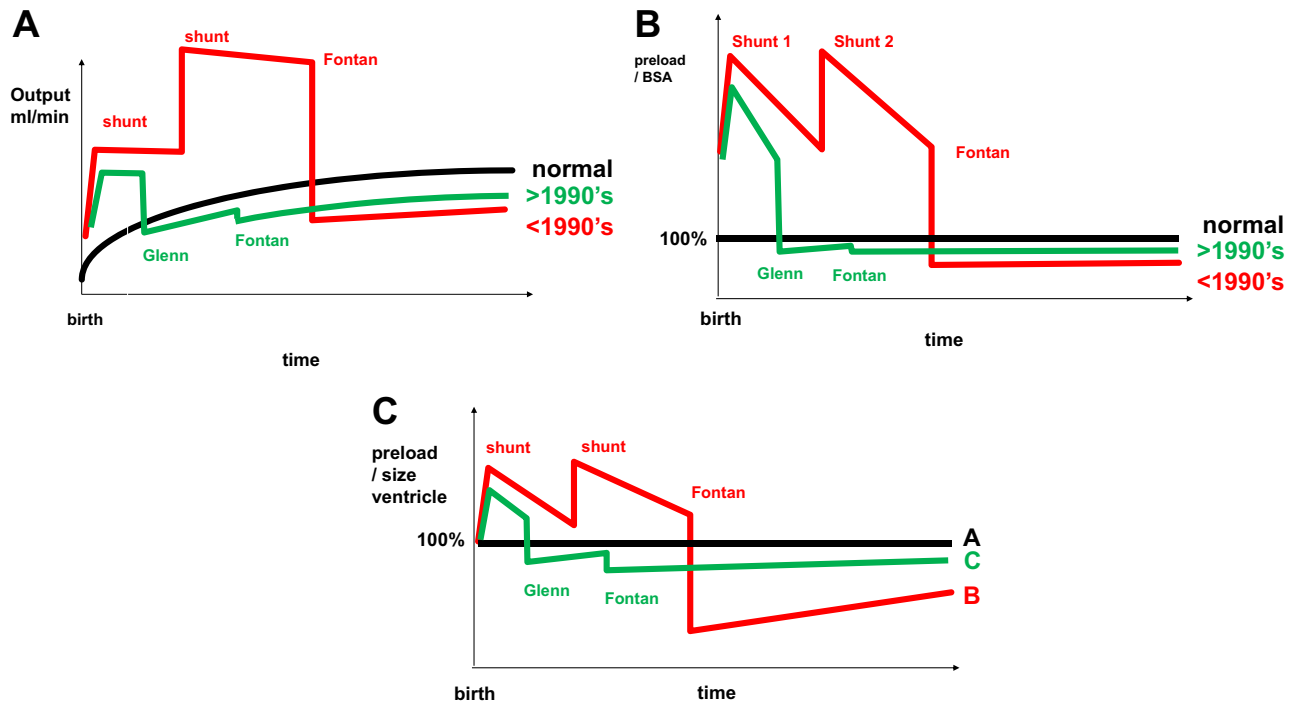 A
shunt
Fontan
Output
ml/min
shunt
normal
>1990's
<1990's
Glenn
Fontan
birth
time
B
Shunt 1
Shunt 2
preload
/ BSA
Fontan
100%
normal
>1990's
<1990's
Glenn
Fontan
birth
time
C
preload
/ size
ventricle
shunt
shunt
Fontan
100%
A
C
B
Glenn
Fontan
birth
time